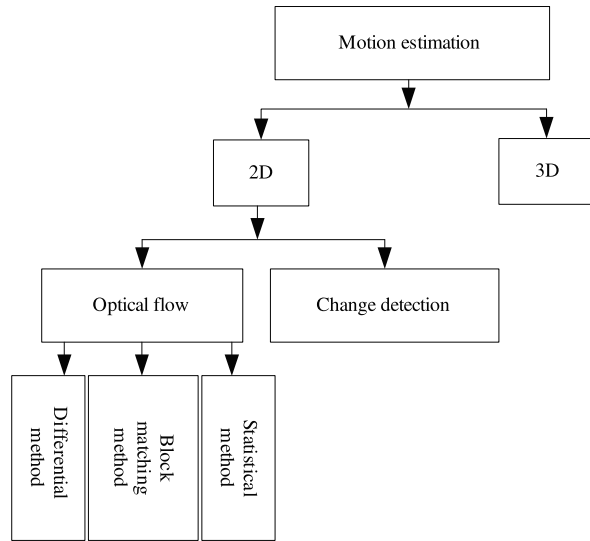 Motion estimation
2D
3D
Optical flow
Change detection
Differential
method
Block
matching
method
Statistical
method